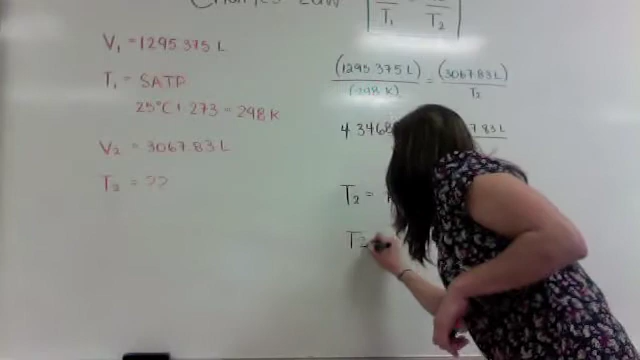 Charles Law
T₁ T₂
V₁ = 1295.375 L
T₁ = SATP
25°C + 273 = 298 K
V₂ = 3067.83 L
T₂ = ??
(1295.375 L) = (3067.83 L)
(298 K) T₂
4.3468 7.83 L
T₂ =
T₂